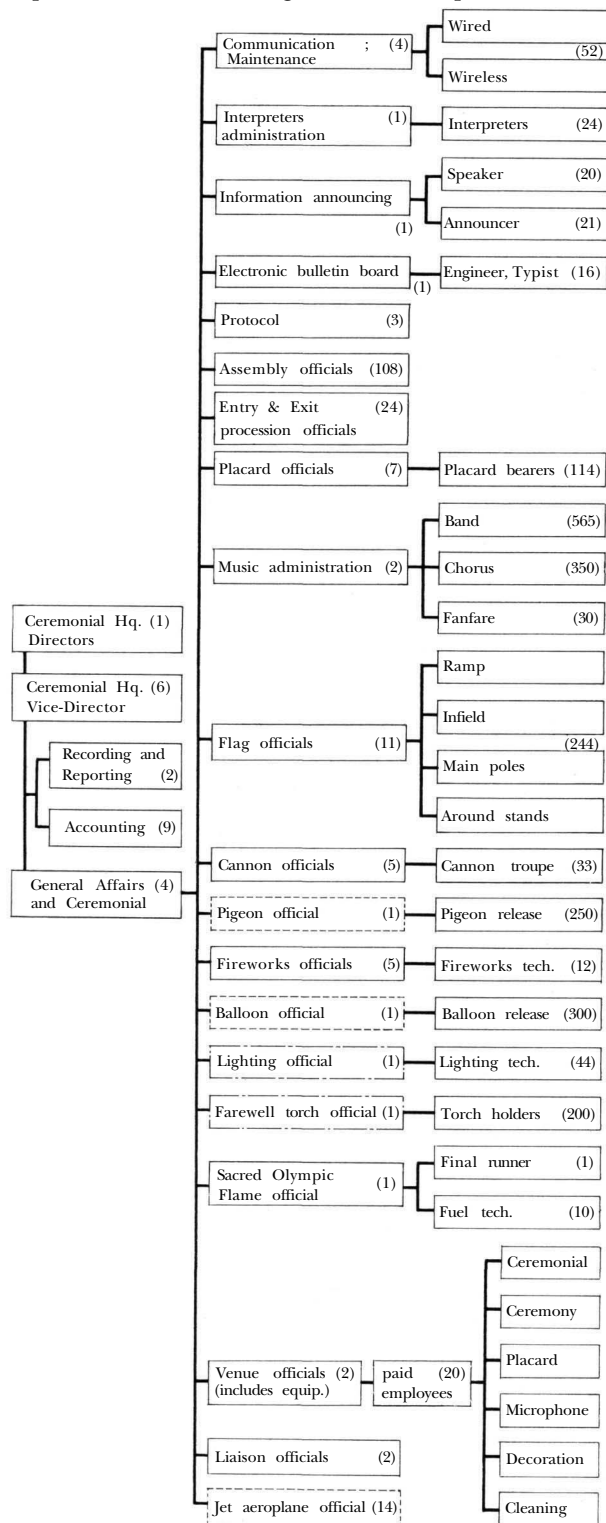 Communication ; (4)
Maintenance
Wired
(52)
Wireless
Interpreters (1)
administration
Interpreters (24)
Information announcing
(1)
Speaker (20)
Announcer (21)
Electronic bulletin board
(1)
Engineer, Typist (16)
Protocol (3)
Assembly officials (108)
Entry & Exit (24)
procession officials
Placard officials (7)
Placard bearers (114)
Music administration (2)
Band (565)
Chorus (350)
Fanfare (30)
Ceremonial Hq. (1)
Directors
Ceremonial Hq. (6)
Vice-Director
Recording and
Reporting (2)
Accounting (9)
General Affairs (4)
and Ceremonial
Flag officials (11)
Ramp
Infield
(244)
Main poles
Around stands
Cannon officials (5)
Cannon troupe (33)
Pigeon official (1)
Pigeon release (250)
Fireworks officials (5)
Fireworks tech. (12)
Balloon official (1)
Balloon release (300)
Lighting official (1)
Lighting tech. (44)
Farewell torch official (1)
Torch holders (200)
Sacred Olympic (1)
Flame official
Final runner (1)
Fuel tech. (10)
Venue officials (2)
(includes equip.)
paid (20)
employees
Ceremonial
Ceremony
Placard
Microphone
Decoration
Cleaning
Liaison officials (2)
Jet aeroplane official (14)